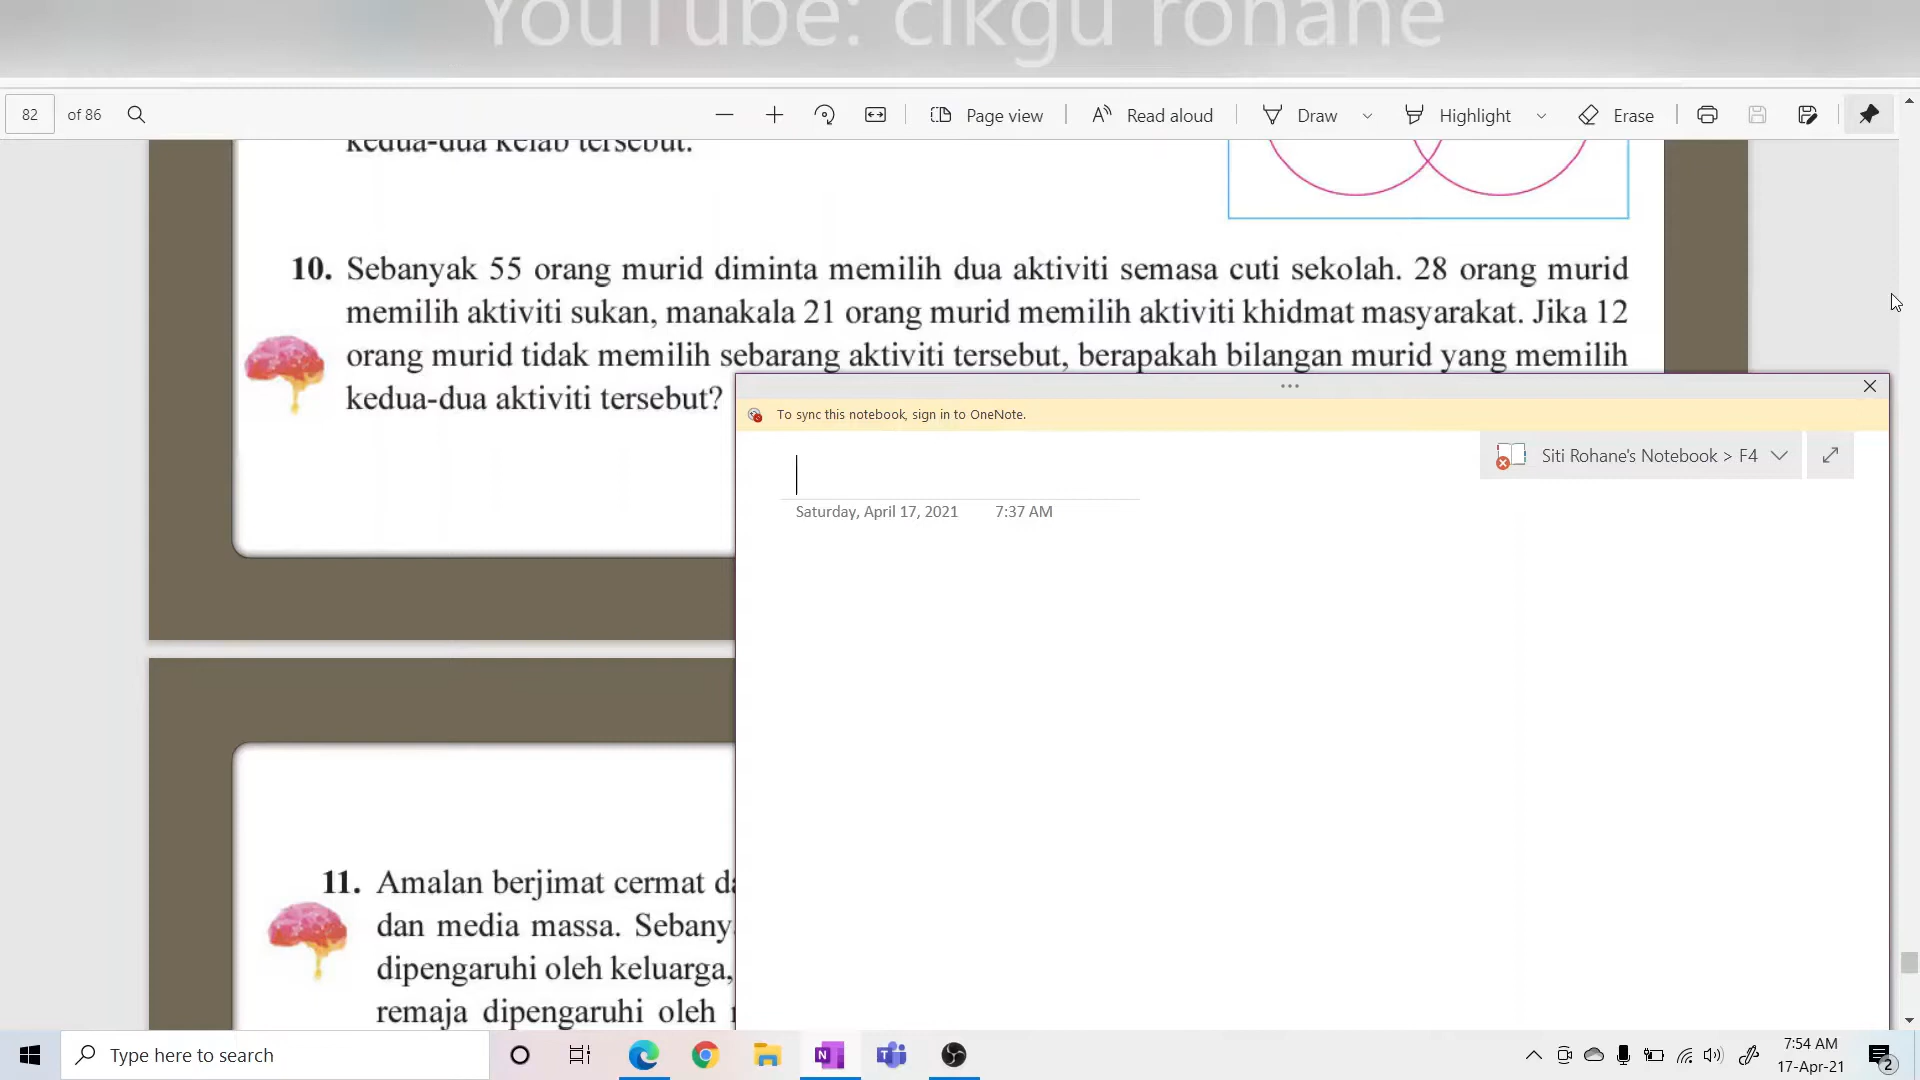 YouTube: cikgu rohane
82 of 86 Page view Read aloud Draw Highlight Erase
kedua-dua kelab tersebut.
10. Sebanyak 55 orang murid diminta memilih dua aktiviti semasa cuti sekolah. 28 orang murid
memilih aktiviti sukan, manakala 21 orang murid memilih aktiviti khidmat masyarakat. Jika 12
orang murid tidak memilih sebarang aktiviti tersebut, berapakah bilangan murid yang memilih
kedua-dua aktiviti tersebut?
To sync this notebook, sign in to OneNote.
Siti Rohane's Notebook > F4
Saturday, April 17, 2021 7:37 AM
11. Amalan berjimat cermat
dan media massa.
dipengaruhi oleh keluarga,
remaja dipengaruhi oleh
Type here to search
7:54 AM
17-Apr-21
2